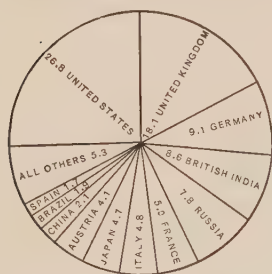 26.8 UNITED STATES
18.1 UNITED KINGDOM
9.1 GERMANY
8.6 BRITISH INDIA
7.8 RUSSIA
5.0 FRANCE
ITALY 4.8
JAPAN 4.7
AUSTRIA 4.1
CHINA 2.1
BRAZIL 1.9
SPAIN 1.7
ALL OTHERS 5.3